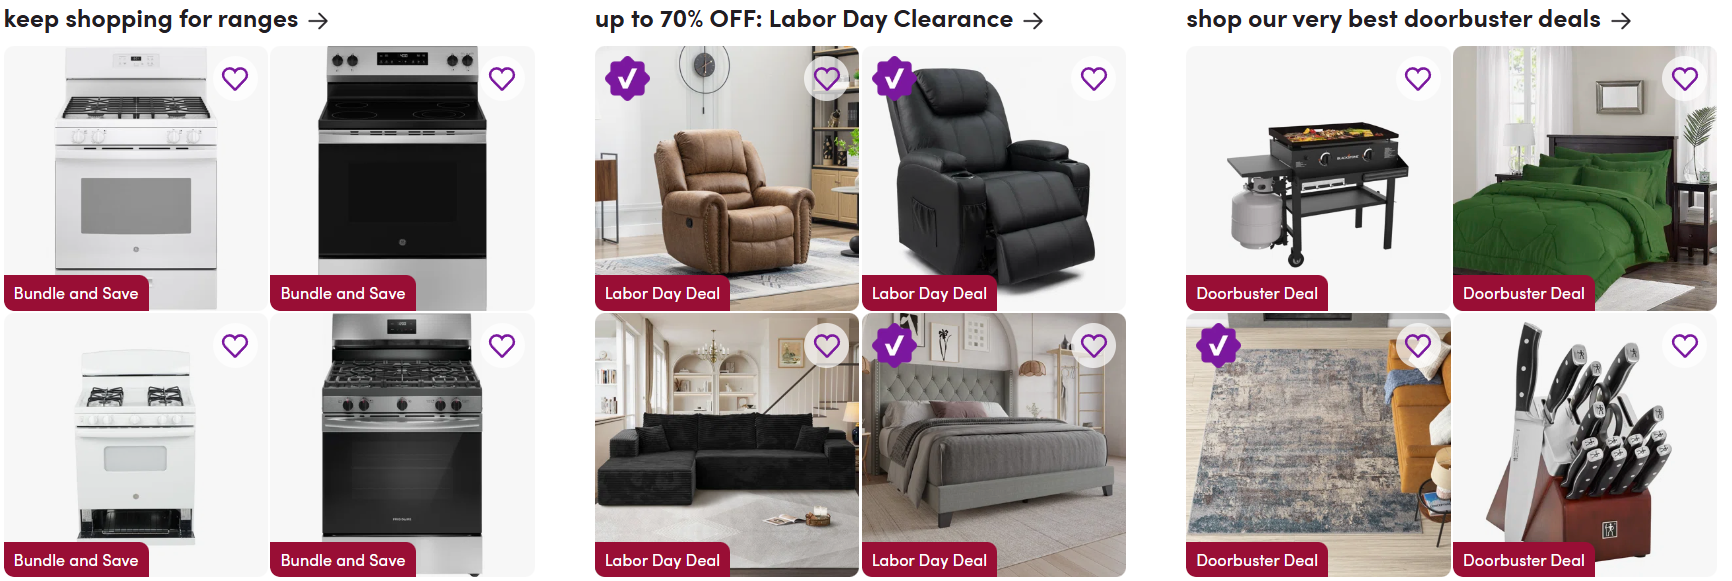 keep shopping for ranges →
Bundle and Save
Bundle and Save
Bundle and Save
FRIGIDAIRE
Bundle and Save
up to 70% OFF: Labor Day Clearance →
Labor Day Deal
Labor Day Deal
Labor Day Deal
Labor Day Deal
shop our very best doorbuster deals →
BLACKSTONE
Doorbuster Deal
Doorbuster Deal
Doorbuster Deal
Doorbuster Deal